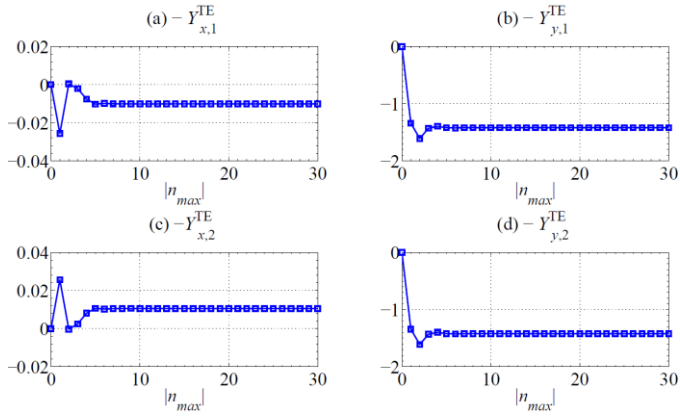 (a) − Y^TE_x,1
0.02
0
−0.02
−0.04
0 10 20 30
|n_max|
(b) − Y^TE_y,1
0
−1
−2
0 10 20 30
|n_max|
(c) −Y^TE_x,2
0.04
0.02
0
−0.02
0 10 20 30
|n_max|
(d) − Y^TE_y,2
0
−1
−2
0 10 20 30
|n_max|